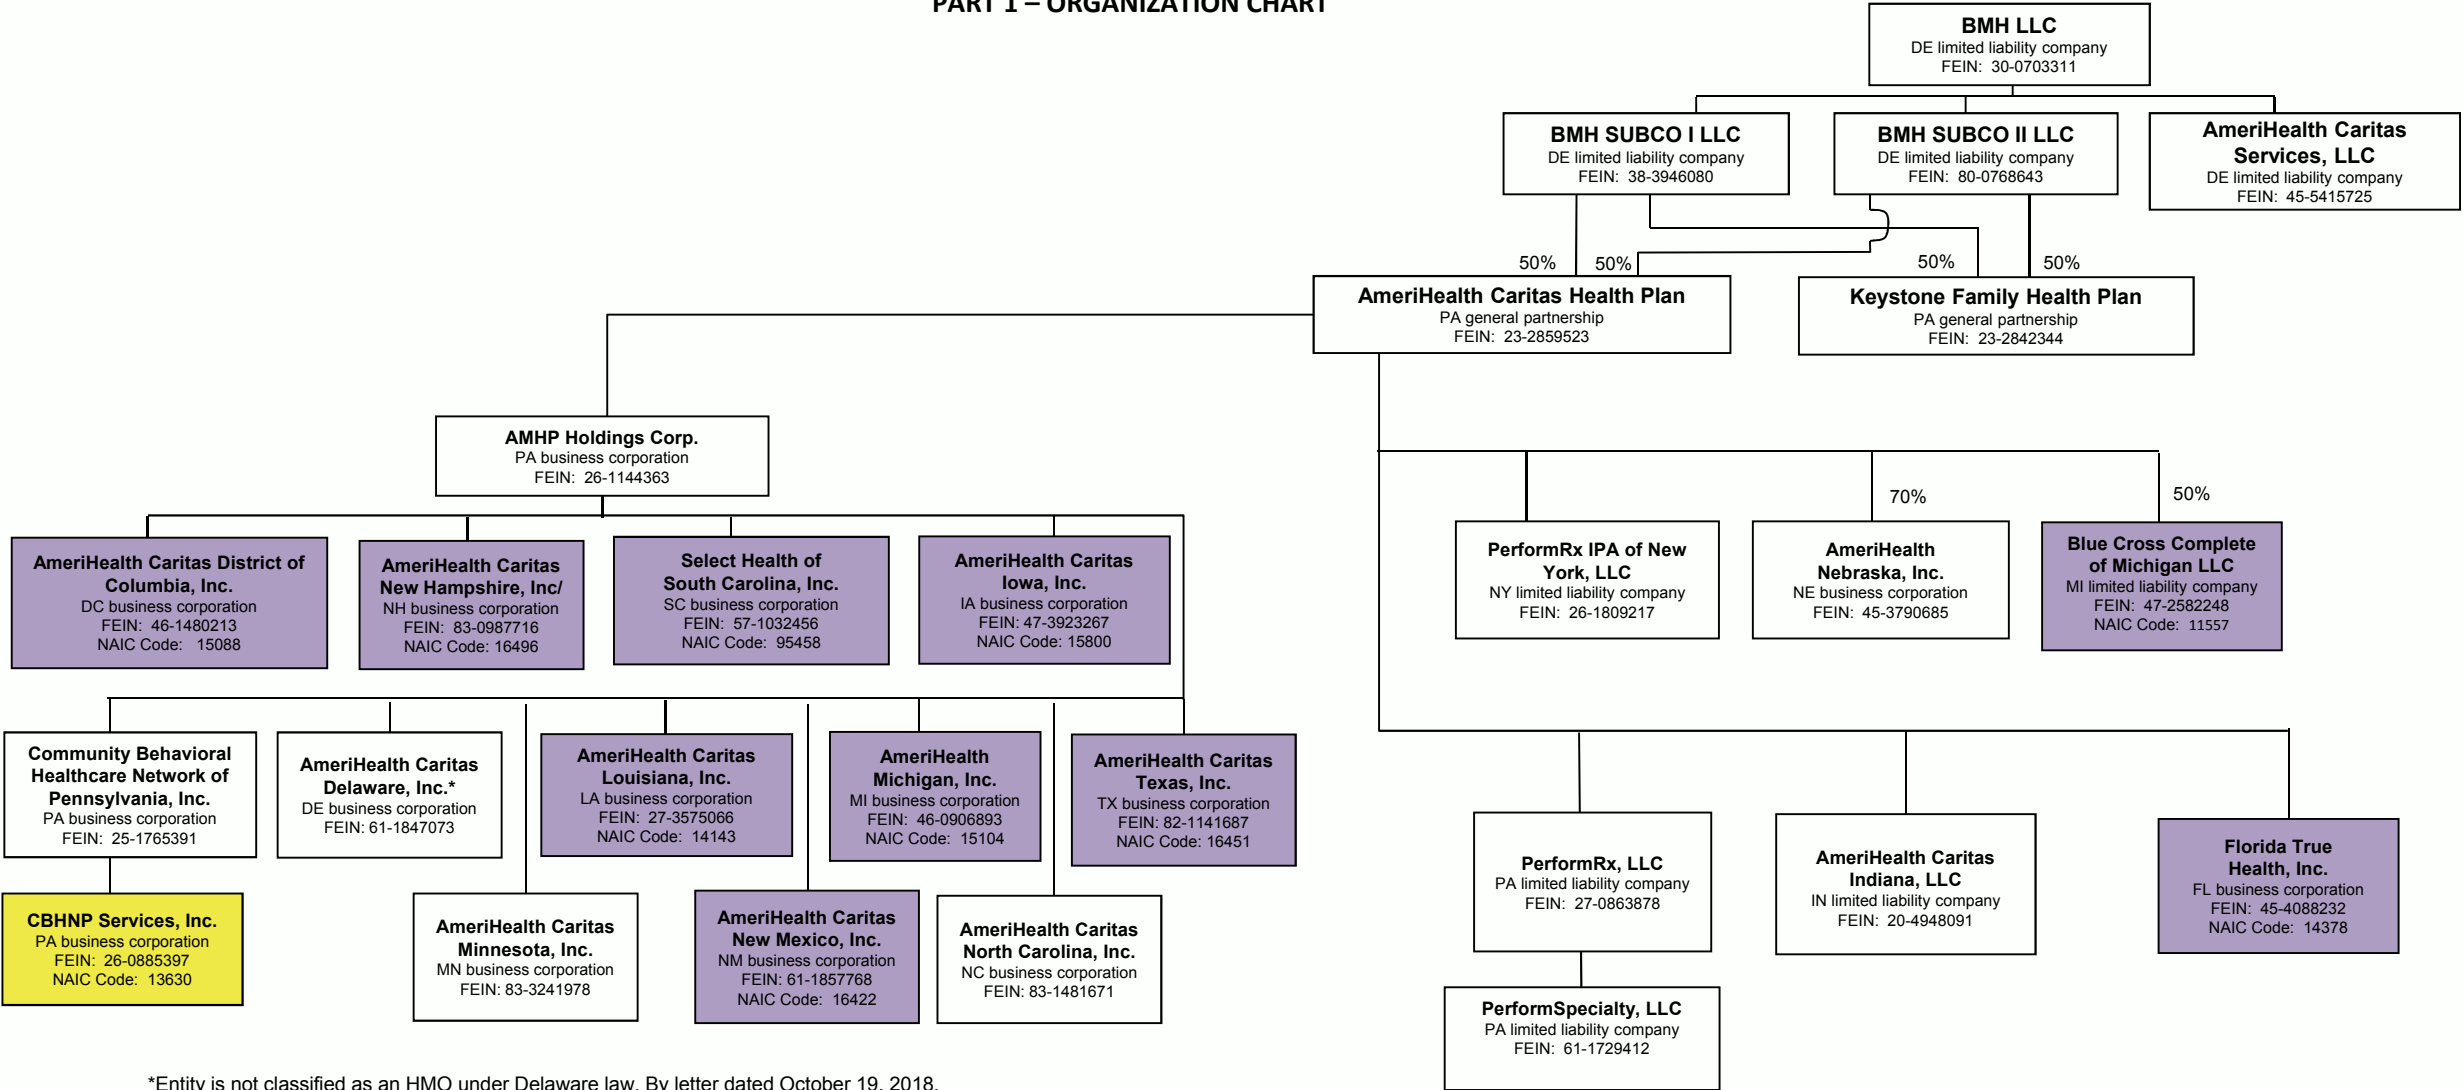 PART 1 – ORGANIZATION CHART
BMH LLC
DE limited liability company
FEIN: 30-0703311
BMH SUBCO I LLC
DE limited liability company
FEIN: 38-3946080
BMH SUBCO II LLC
DE limited liability company
FEIN: 80-0768643
AmeriHealth Caritas
Services, LLC
DE limited liability company
FEIN: 45-5415725
50%
50%
50%
50%
AmeriHealth Caritas Health Plan
PA general partnership
FEIN: 23-2859523
Keystone Family Health Plan
PA general partnership
FEIN: 23-2842344
AMHP Holdings Corp.
PA business corporation
FEIN: 26-1144363
70%
50%
AmeriHealth Caritas District of
Columbia, Inc.
DC business corporation
FEIN: 46-1480213
NAIC Code: 15088
AmeriHealth Caritas
New Hampshire, Inc/
NH business corporation
FEIN: 83-0987716
NAIC Code: 16496
Select Health of
South Carolina, Inc.
SC business corporation
FEIN: 57-1032456
NAIC Code: 95458
AmeriHealth Caritas
Iowa, Inc.
IA business corporation
FEIN: 47-3923267
NAIC Code: 15800
PerformRx IPA of New
York, LLC
NY limited liability company
FEIN: 26-1809217
AmeriHealth
Nebraska, Inc.
NE business corporation
FEIN: 45-3790685
Blue Cross Complete
of Michigan LLC
MI limited liability company
FEIN: 47-2582248
NAIC Code: 11557
Community Behavioral
Healthcare Network of
Pennsylvania, Inc.
PA business corporation
FEIN: 25-1765391
AmeriHealth Caritas
Delaware, Inc.*
DE business corporation
FEIN: 61-1847073
AmeriHealth Caritas
Louisiana, Inc.
LA business corporation
FEIN: 27-3575066
NAIC Code: 14143
AmeriHealth
Michigan, Inc.
MI business corporation
FEIN: 46-0906893
NAIC Code: 15104
AmeriHealth Caritas
Texas, Inc.
TX business corporation
FEIN: 82-1141687
NAIC Code: 16451
CBHNP Services, Inc.
PA business corporation
FEIN: 26-0885397
NAIC Code: 13630
AmeriHealth Caritas
Minnesota, Inc.
MN business corporation
FEIN: 83-3241978
AmeriHealth Caritas
New Mexico, Inc.
NM business corporation
FEIN: 61-1857768
NAIC Code: 16422
AmeriHealth Caritas
North Carolina, Inc.
NC business corporation
FEIN: 83-1481671
PerformRx, LLC
PA limited liability company
FEIN: 27-0863878
AmeriHealth Caritas
Indiana, LLC
IN limited liability company
FEIN: 20-4948091
Florida True
Health, Inc.
FL business corporation
FEIN: 45-4088232
NAIC Code: 14378
PerformSpecialty, LLC
PA limited liability company
FEIN: 61-1729412
*Entity is not classified as an HMO under Delaware law. By letter dated October 19, 2018,